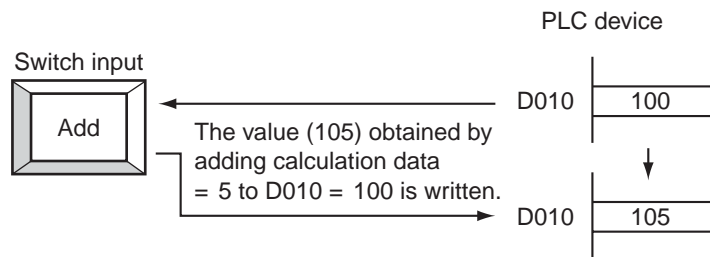 PLC device
Switch input
D010 100
Add
The value (105) obtained by
adding calculation data
= 5 to D010 = 100 is written.
D010 105